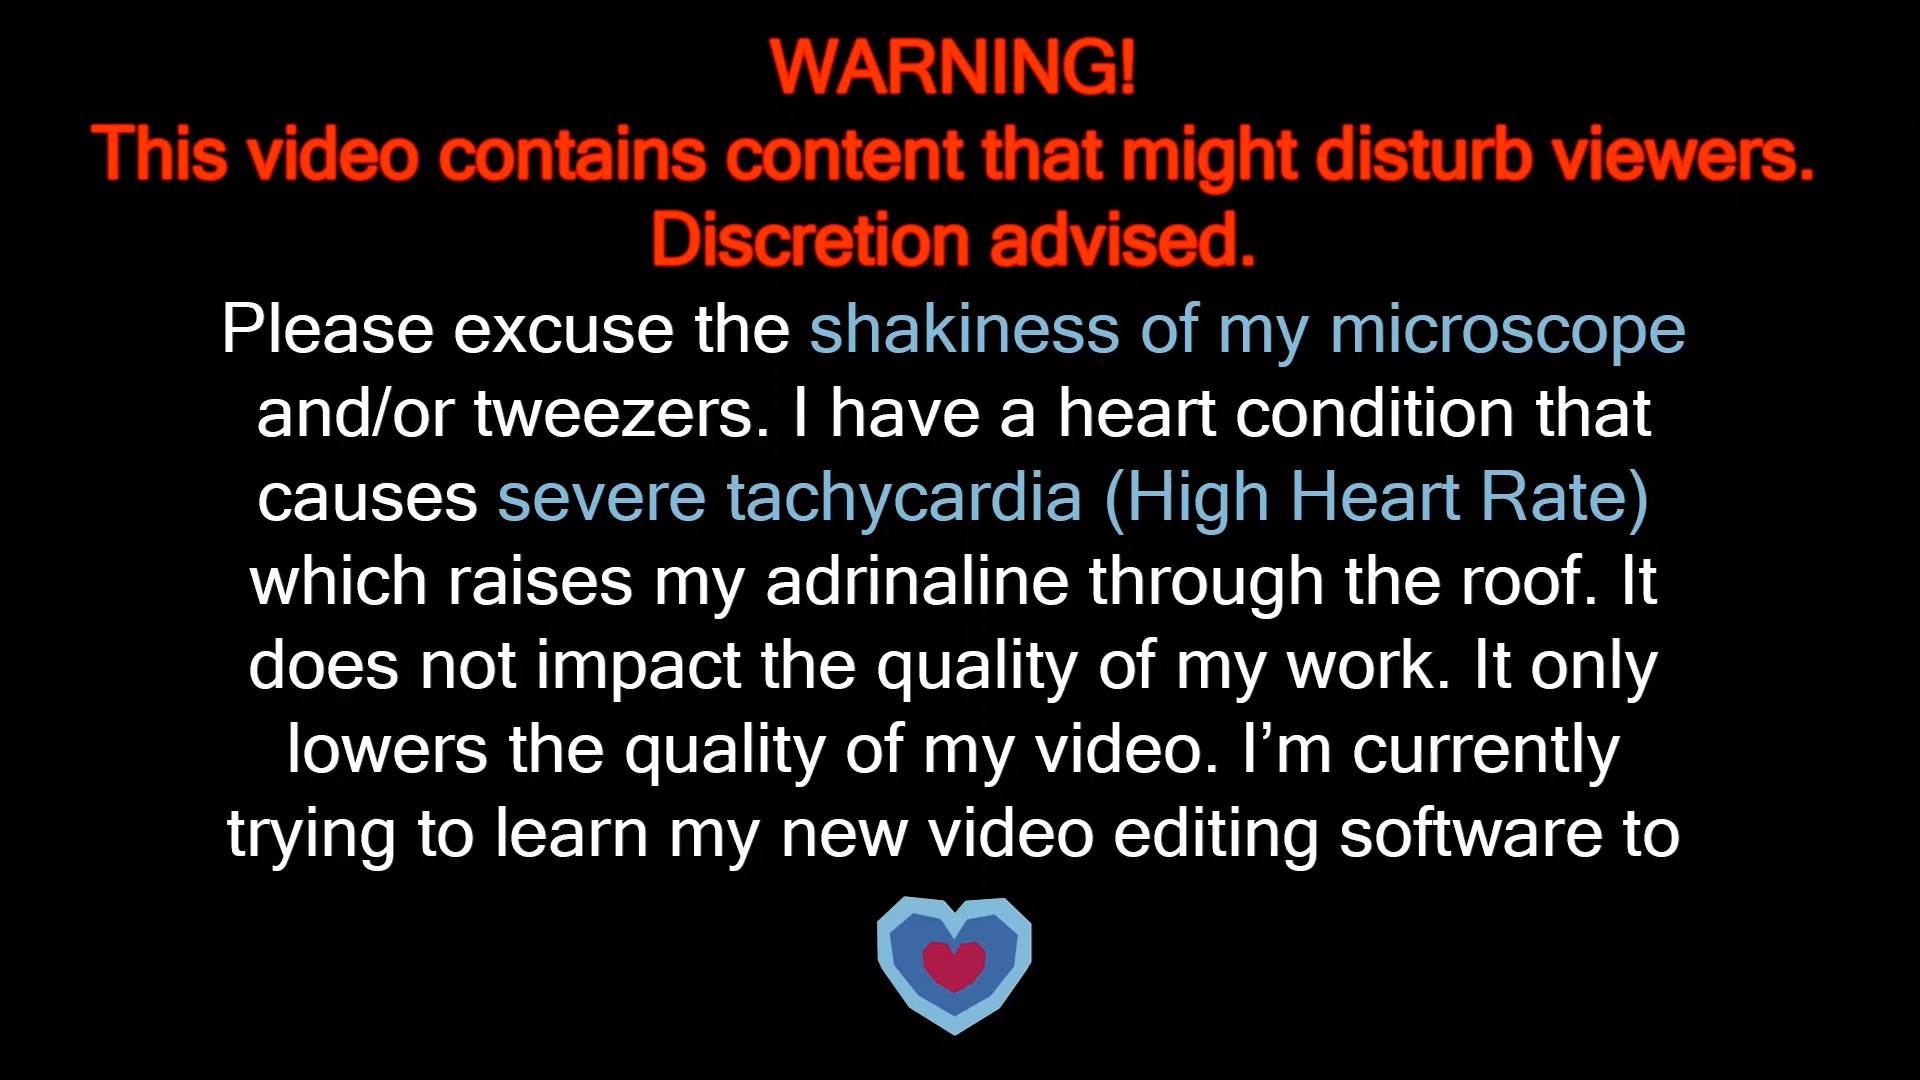 WARNING!
This video contains content that might disturb viewers.
Discretion advised.
Please excuse the shakiness of my microscope
and/or tweezers. I have a heart condition that
causes severe tachycardia (High Heart Rate)
which raises my adrinaline through the roof. It
does not impact the quality of my work. It only
lowers the quality of my video. I’m currently
trying to learn my new video editing software to